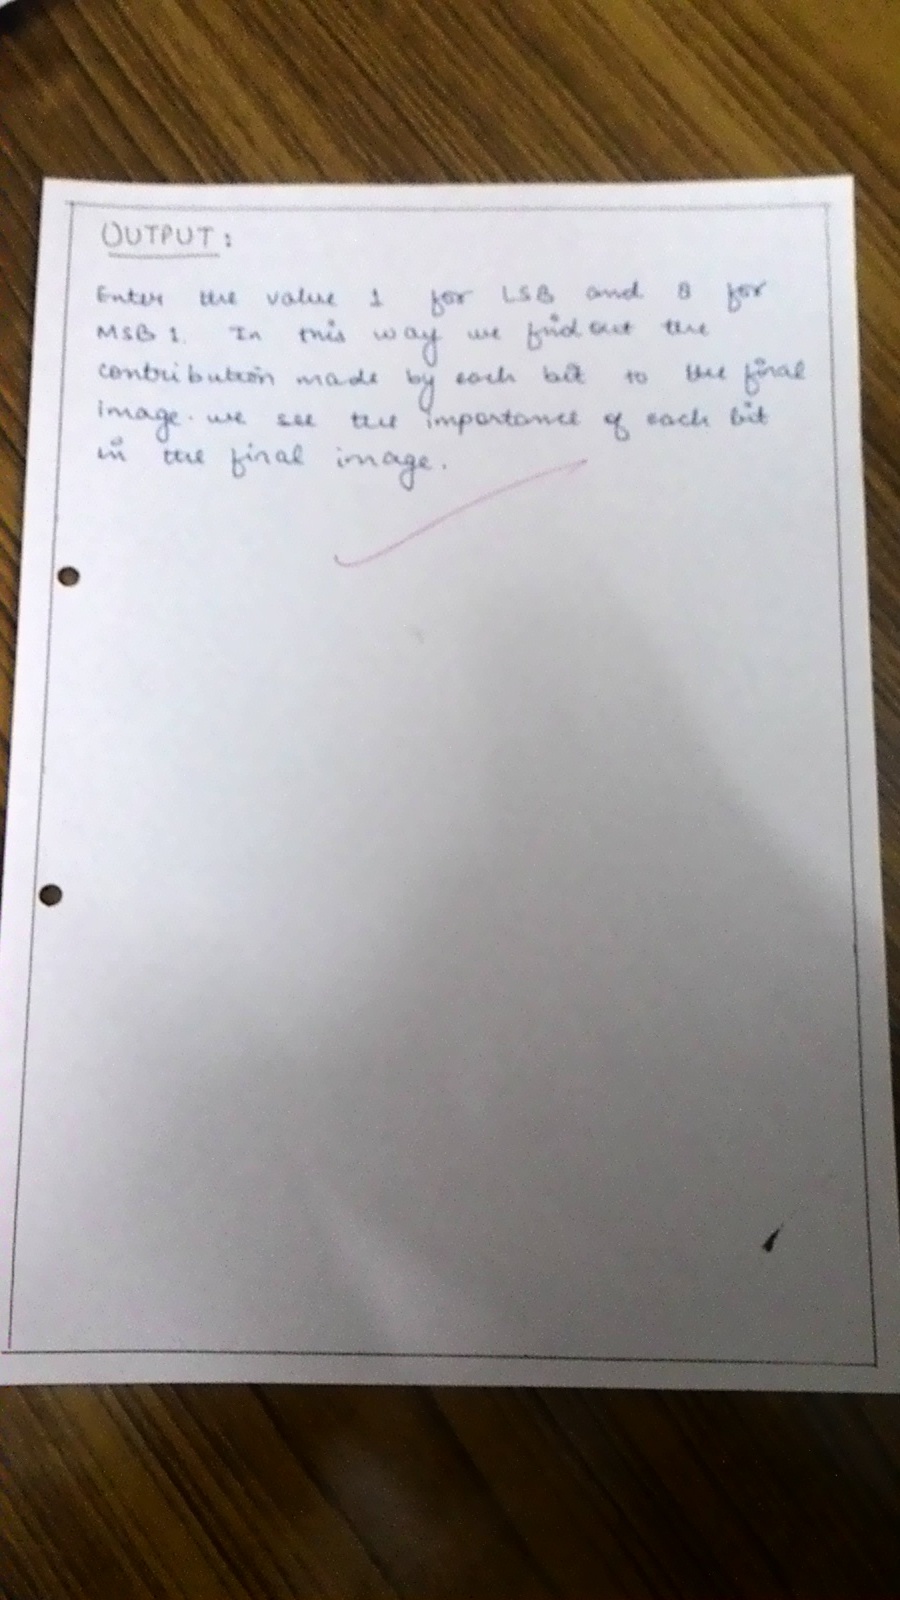 OUTPUT:
Enter the value 1 for LSB and 8 for
MSB 1. In this way we find out the
contribution made by each bit to the final
image. we see the importance of each bit
in the final image.